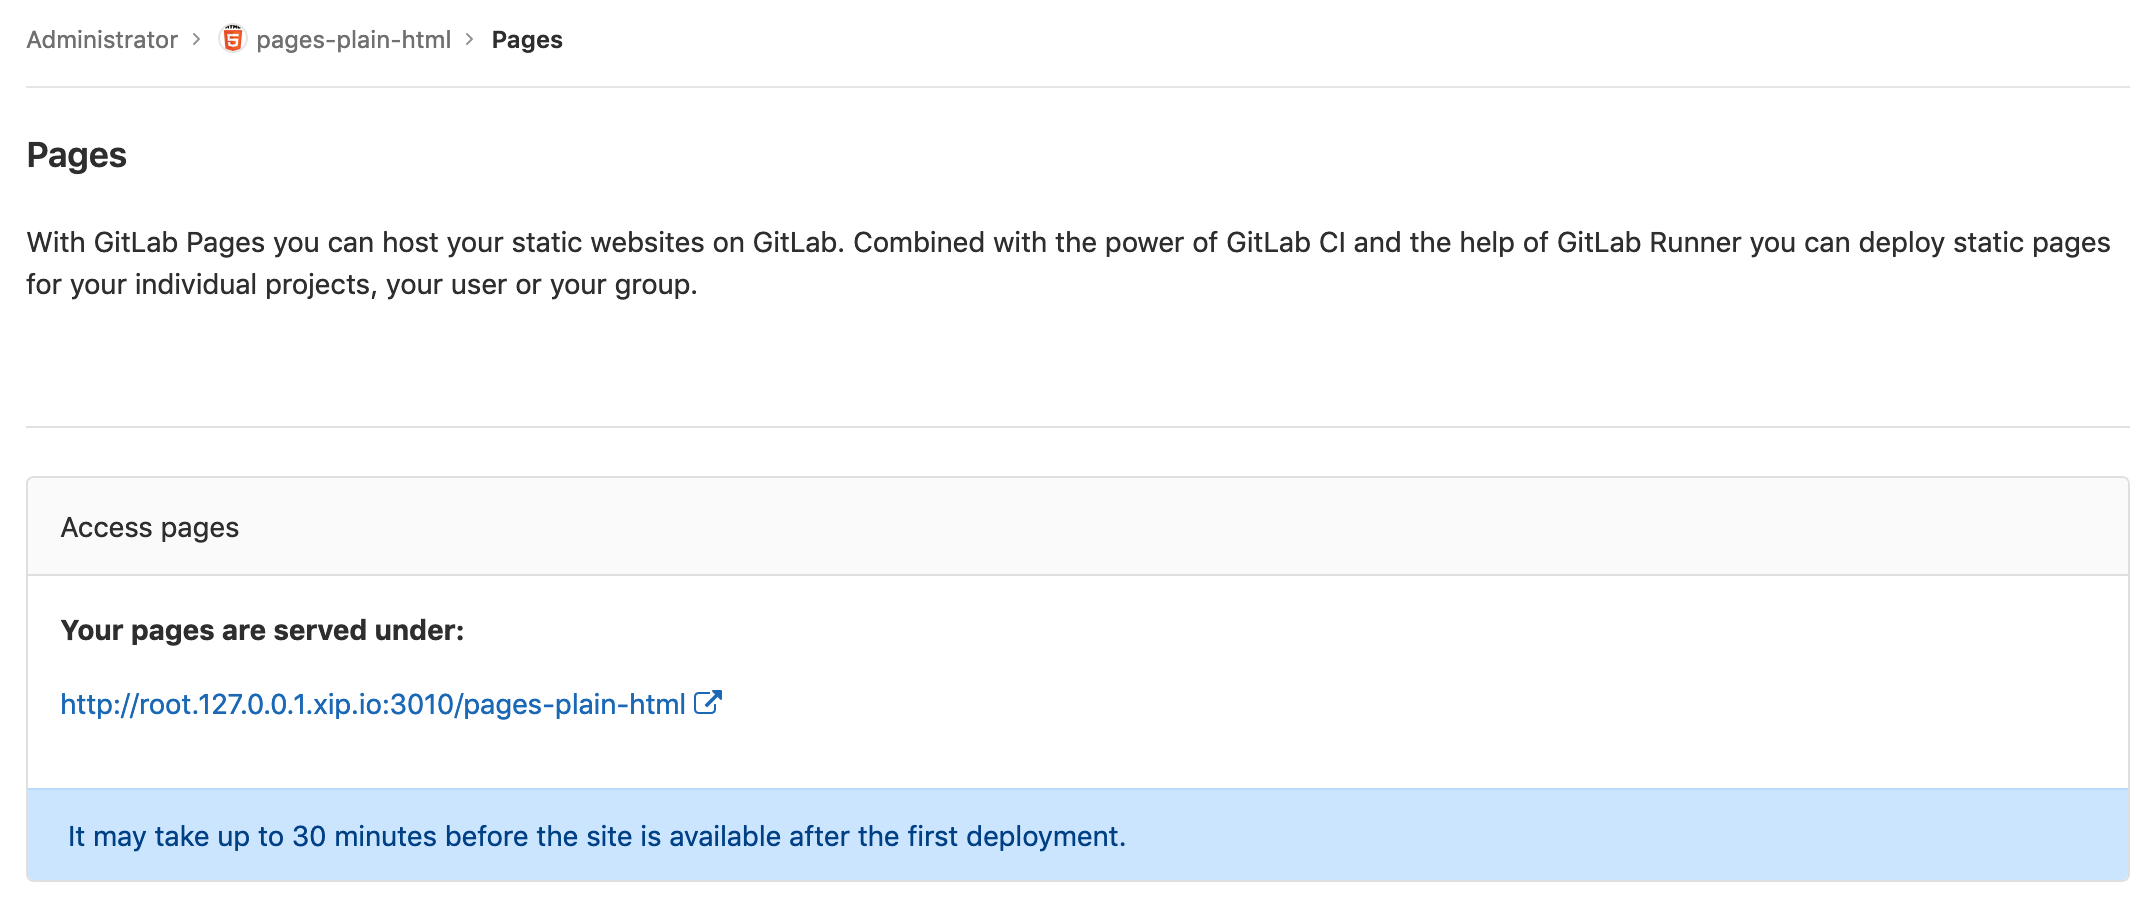 Administrator > pages-plain-html > Pages
Pages
With GitLab Pages you can host your static websites on GitLab. Combined with the power of GitLab CI and the help of GitLab Runner you can deploy static pages
for your individual projects, your user or your group.
Access pages
Your pages are served under:
http://root.127.0.0.1.xip.io:3010/pages-plain-html
It may take up to 30 minutes before the site is available after the first deployment.